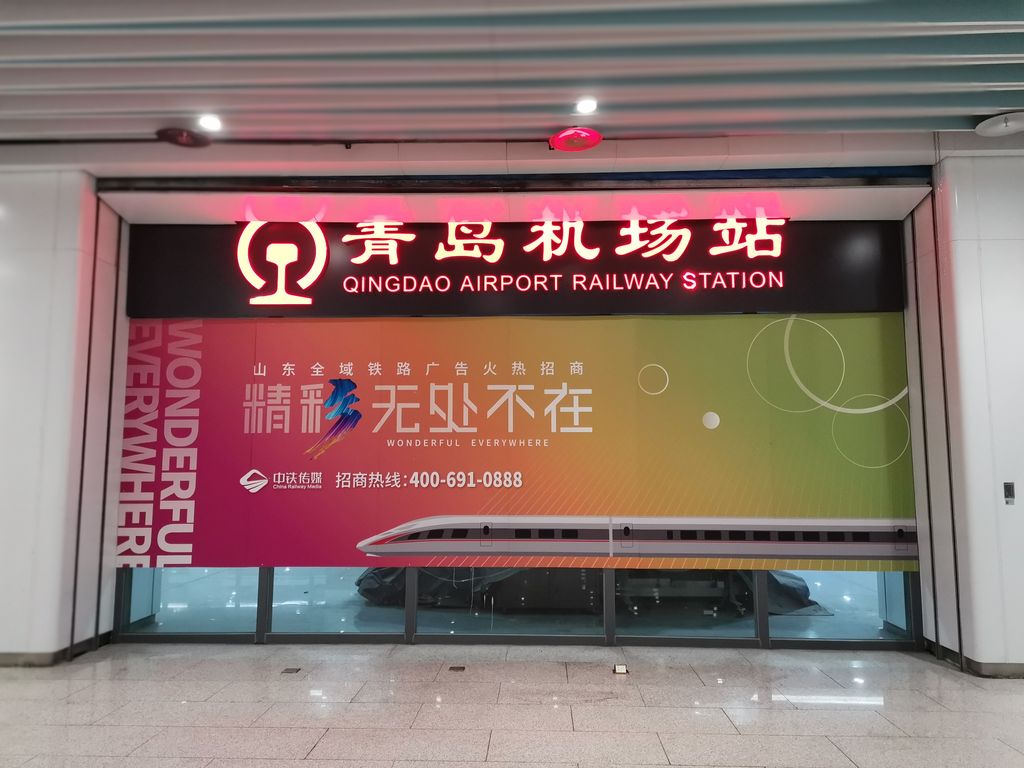 青岛机场站
QINGDAO AIRPORT RAILWAY STATION
WONDERFUL
EVERYWHERE
山东全域铁路广告火热招商
精彩无处不在
WONDERFUL EVERYWHERE
中铁传媒
China Railway Media
招商热线:400-691-0888